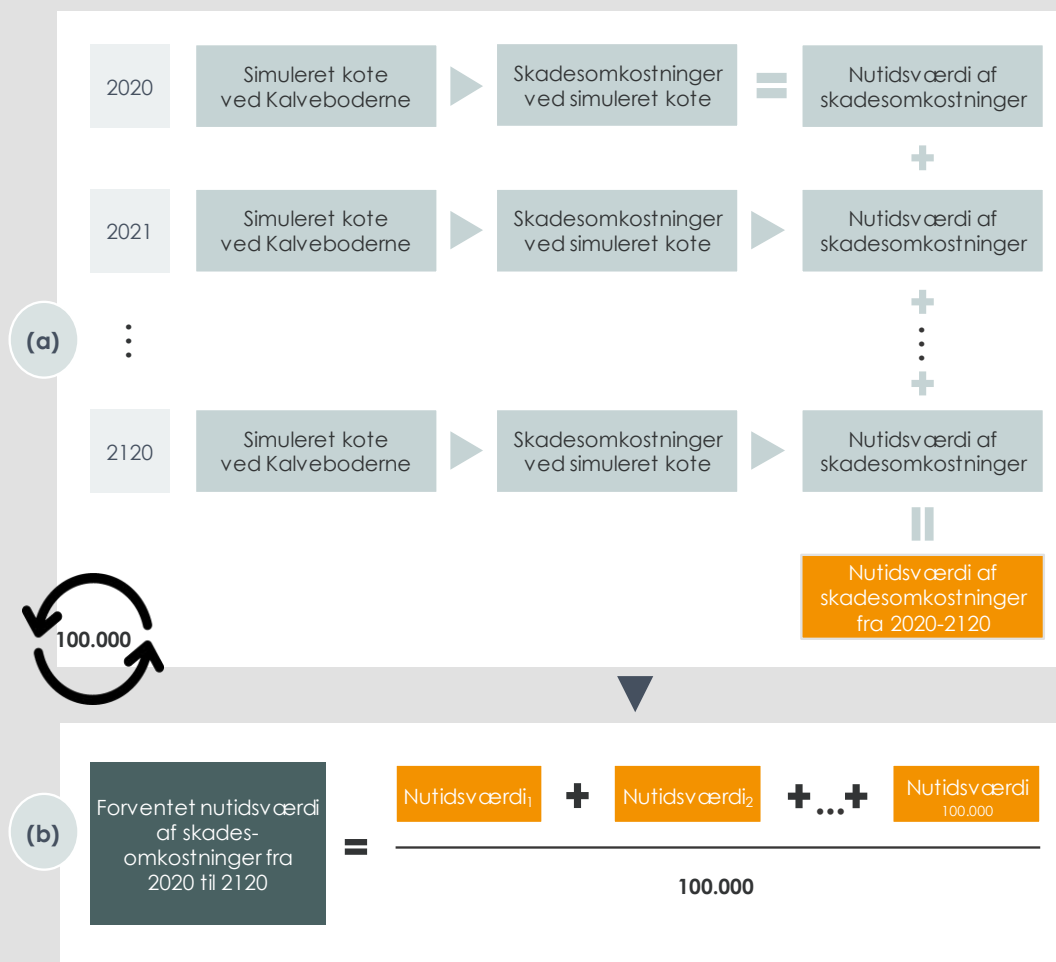 2020
Simuleret kote
ved Kalveboderne
Skadesomkostninger
ved simuleret kote
=
Nutidsværdi af
skadesomkostninger
+
2021
Simuleret kote
ved Kalveboderne
Skadesomkostninger
ved simuleret kote
Nutidsværdi af
skadesomkostninger
+
(a)
⋮
⋮
+
2120
Simuleret kote
ved Kalveboderne
Skadesomkostninger
ved simuleret kote
Nutidsværdi af
skadesomkostninger
=
Nutidsværdi af
skadesomkostninger
fra 2020-2120
100.000
(b)
Forventet nutidsværdi
af skades-
omkostninger fra
2020 til 2120
=
Nutidsværdi₁ + Nutidsværdi₂ +...+ Nutidsværdi
100.000
100.000